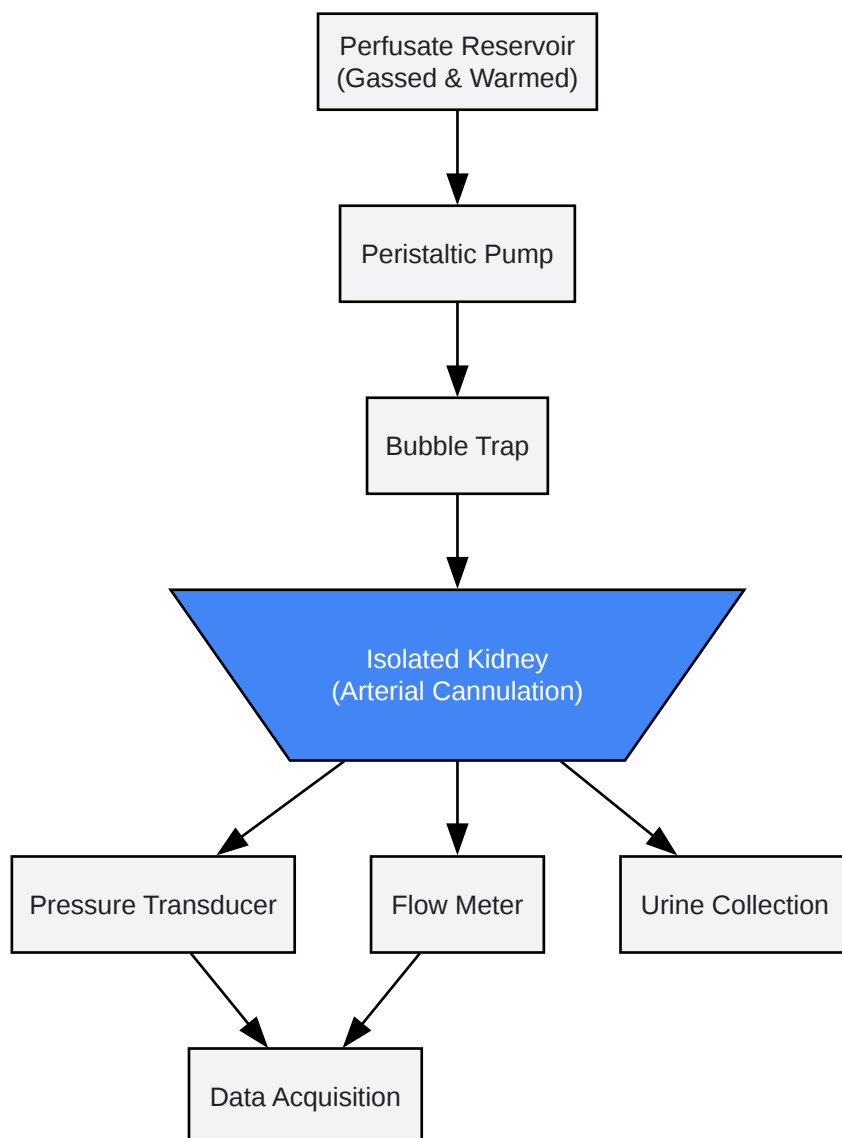 Perfusate Reservoir
(Gassed & Warmed)
Peristaltic Pump
Bubble Trap
Isolated Kidney
(Arterial Cannulation)
Pressure Transducer
Flow Meter
Urine Collection
Data Acquisition